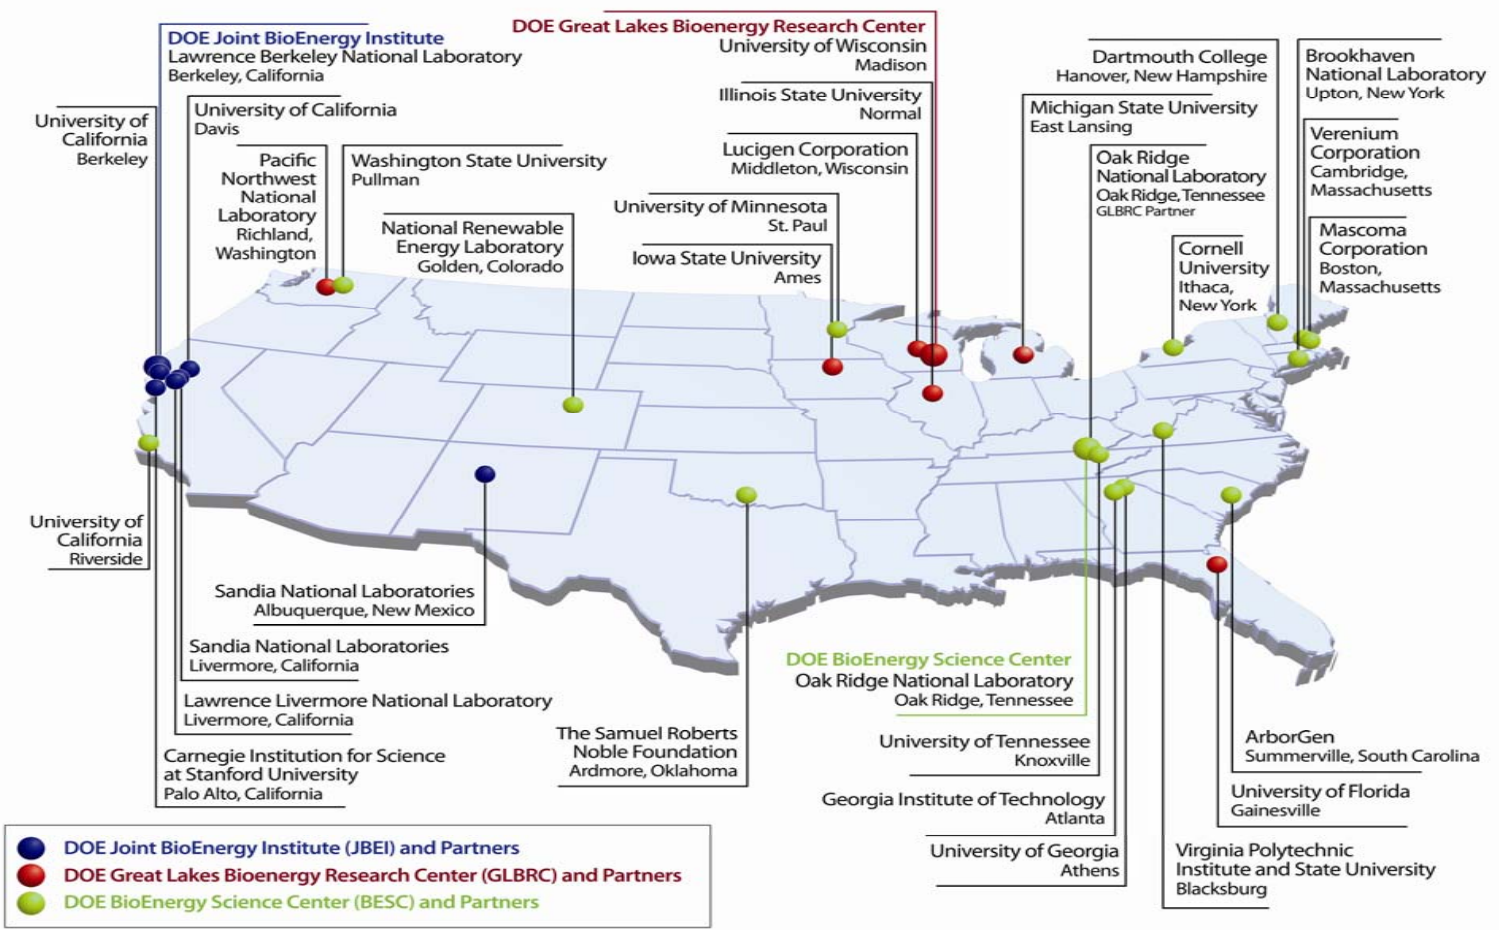 DOE Joint BioEnergy Institute
Lawrence Berkeley National Laboratory
Berkeley, California
University of
California
Berkeley
University of California
Davis
Pacific
Northwest
National
Laboratory
Richland,
Washington
Washington State University
Pullman
National Renewable
Energy Laboratory
Golden, Colorado
DOE Great Lakes Bioenergy Research Center
University of Wisconsin
Madison
Illinois State University
Normal
Lucigen Corporation
Middleton, Wisconsin
University of Minnesota
St. Paul
Iowa State University
Ames
Dartmouth College
Hanover, New Hampshire
Michigan State University
East Lansing
Oak Ridge
National Laboratory
Oak Ridge, Tennessee
GLBRC Partner
Cornell
University
Ithaca,
New York
Brookhaven
National Laboratory
Upton, New York
Verenium
Corporation
Cambridge,
Massachusetts
Mascoma
Corporation
Boston,
Massachusetts
University of
California
Riverside
Sandia National Laboratories
Albuquerque, New Mexico
Sandia National Laboratories
Livermore, California
Lawrence Livermore National Laboratory
Livermore, California
Carnegie Institution for Science
at Stanford University
Palo Alto, California
The Samuel Roberts
Noble Foundation
Ardmore, Oklahoma
DOE BioEnergy Science Center
Oak Ridge National Laboratory
Oak Ridge, Tennessee
University of Tennessee
Knoxville
Georgia Institute of Technology
Atlanta
University of Georgia
Athens
ArborGen
Summerville, South Carolina
University of Florida
Gainesville
Virginia Polytechnic
Institute and State University
Blacksburg
DOE Joint BioEnergy Institute (JBEI) and Partners
DOE Great Lakes Bioenergy Research Center (GLBRC) and Partners
DOE BioEnergy Science Center (BESC) and Partners